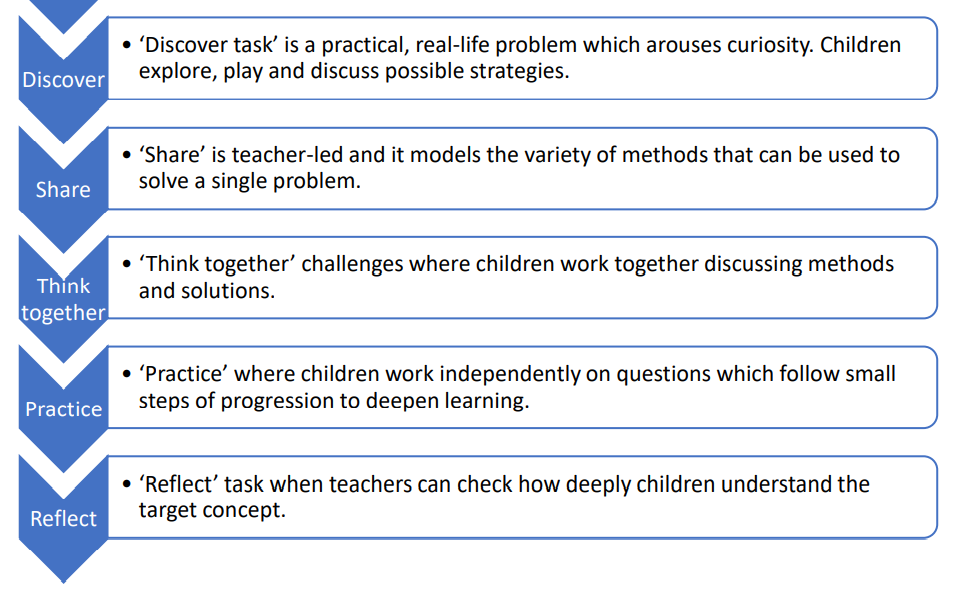 Discover
• ‘Discover task’ is a practical, real-life problem which arouses curiosity. Children
explore, play and discuss possible strategies.
Share
• ‘Share’ is teacher-led and it models the variety of methods that can be used to
solve a single problem.
Think
together
• ‘Think together’ challenges where children work together discussing methods
and solutions.
Practice
• ‘Practice’ where children work independently on questions which follow small
steps of progression to deepen learning.
Reflect
• ‘Reflect’ task when teachers can check how deeply children understand the
target concept.